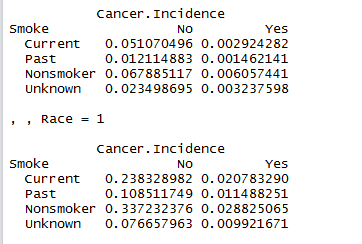 Cancer.Incidence
Smoke No Yes
Current 0.051070496 0.002924282
Past 0.012114883 0.001462141
Nonsmoker 0.067885117 0.006057441
Unknown 0.023498695 0.003237598
, , Race = 1
Cancer.Incidence
Smoke No Yes
Current 0.238328982 0.020783290
Past 0.108511749 0.011488251
Nonsmoker 0.337232376 0.028825065
Unknown 0.076657963 0.009921671